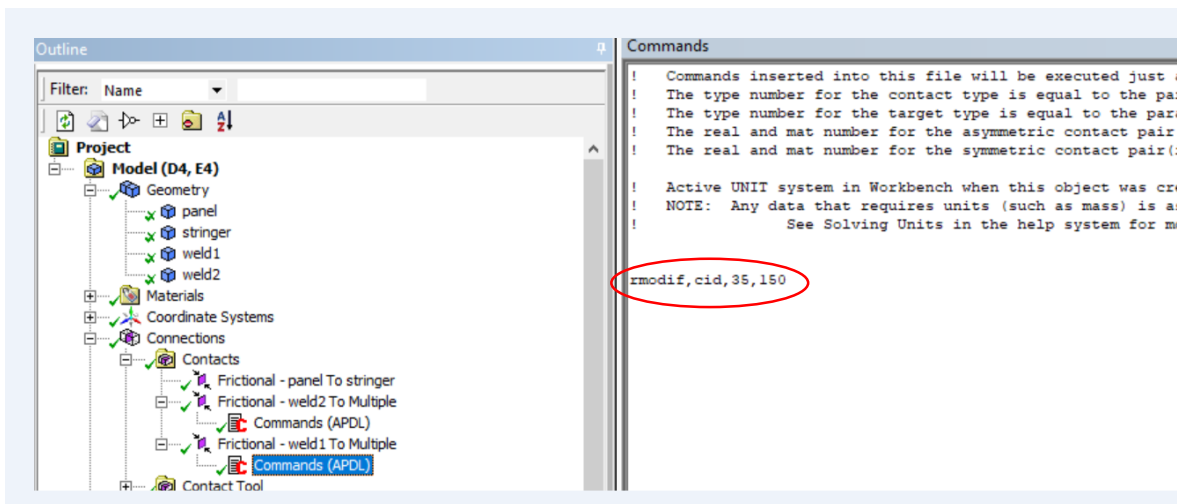 Outline
Filter: Name
Project
Model (D4, E4)
Geometry
panel
stringer
weld1
weld2
Materials
Coordinate Systems
Connections
Contacts
Frictional - panel To stringer
Frictional - weld2 To Multiple
Commands (APDL)
Frictional - weld1 To Multiple
Commands (APDL)
Contact Tool
Commands
! Commands inserted into this file will be executed just
! The type number for the contact type is equal to the
! The type number for the target type is equal to the
! The real and mat number for the asymmetric contact pair
! The real and mat number for the symmetric contact pair(
! Active UNIT system in Workbench when this object was
! NOTE: Any data that requires units (such as mass) is
! See Solving Units in the help system for
rmodif,cid,35,150